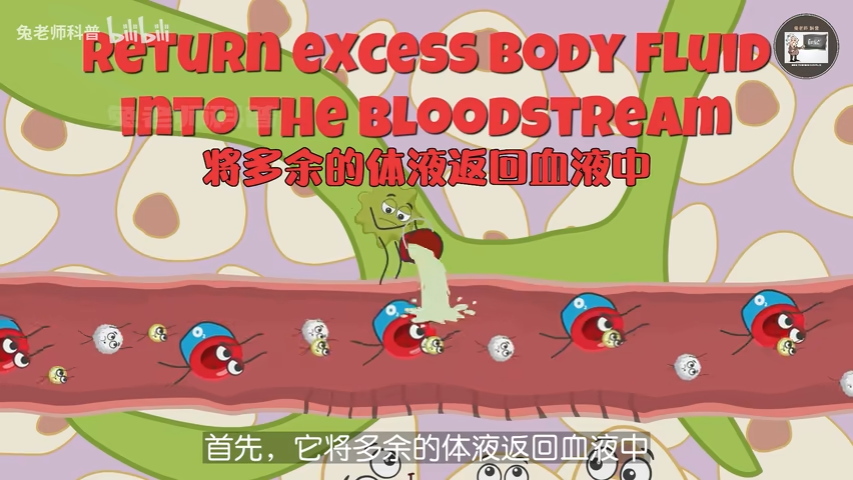 兔老师科普 bilibili
RETURN EXCESS BODY FLUID
INTO THE BLOODSTREAM
将多余的体液返回血液中
首先，它将多余的体液返回血液中